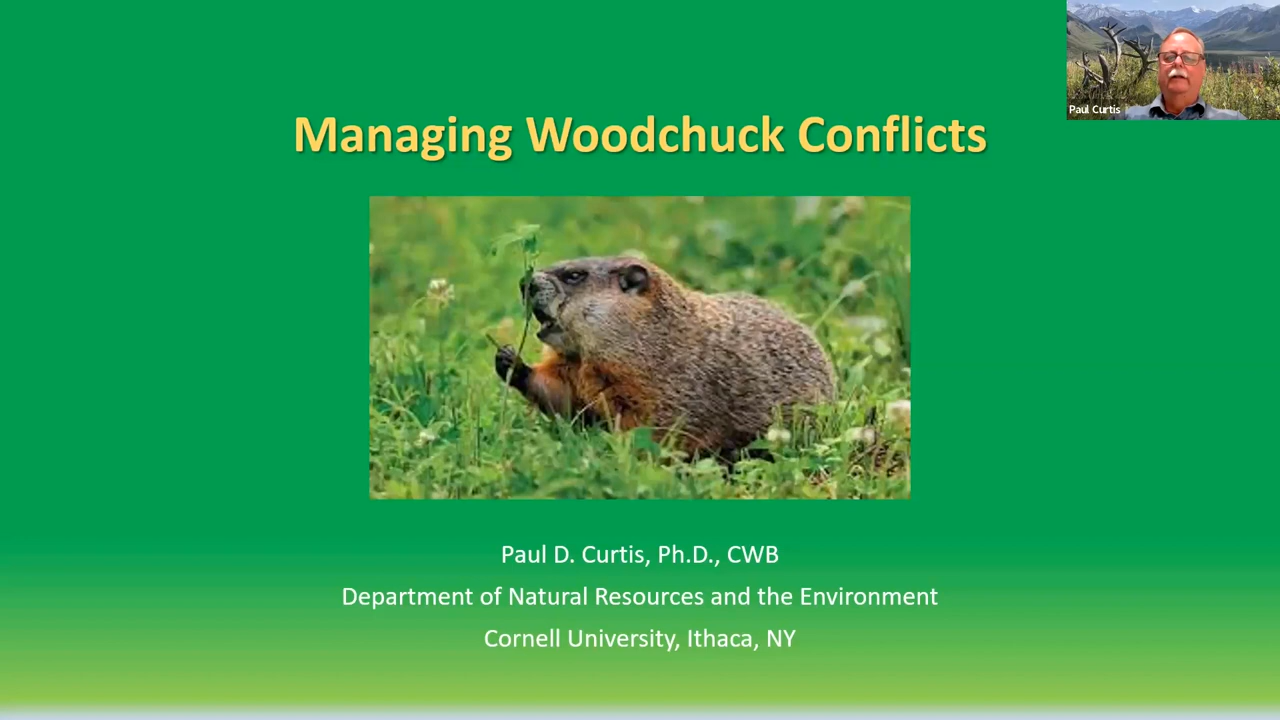 Paul Curtis
Managing Woodchuck Conflicts
Paul D. Curtis, Ph.D., CWB
Department of Natural Resources and the Environment
Cornell University, Ithaca, NY